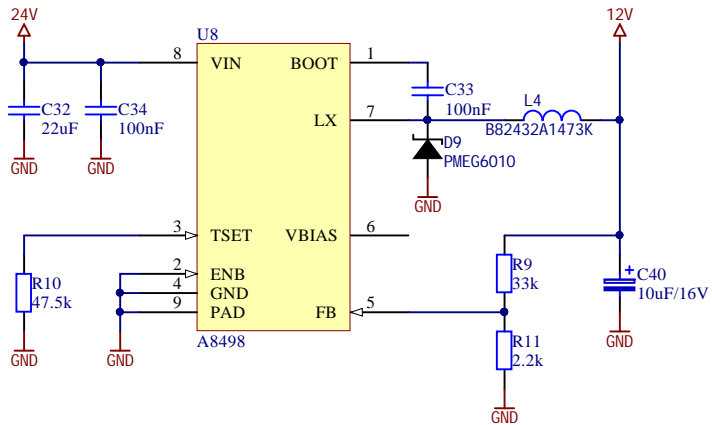 24V
12V
U8
8
VIN
BOOT
1
C32
22uF
C34
100nF
C33
100nF
7
LX
L4
B82432A1473K
D9
PMEG6010
GND
GND
GND
3
TSET
VBIAS
6
R10
47.5k
2
ENB
4
GND
9
PAD
FB
5
R9
33k
C40
10uF/16V
R11
2.2k
A8498
GND
GND
GND
GND